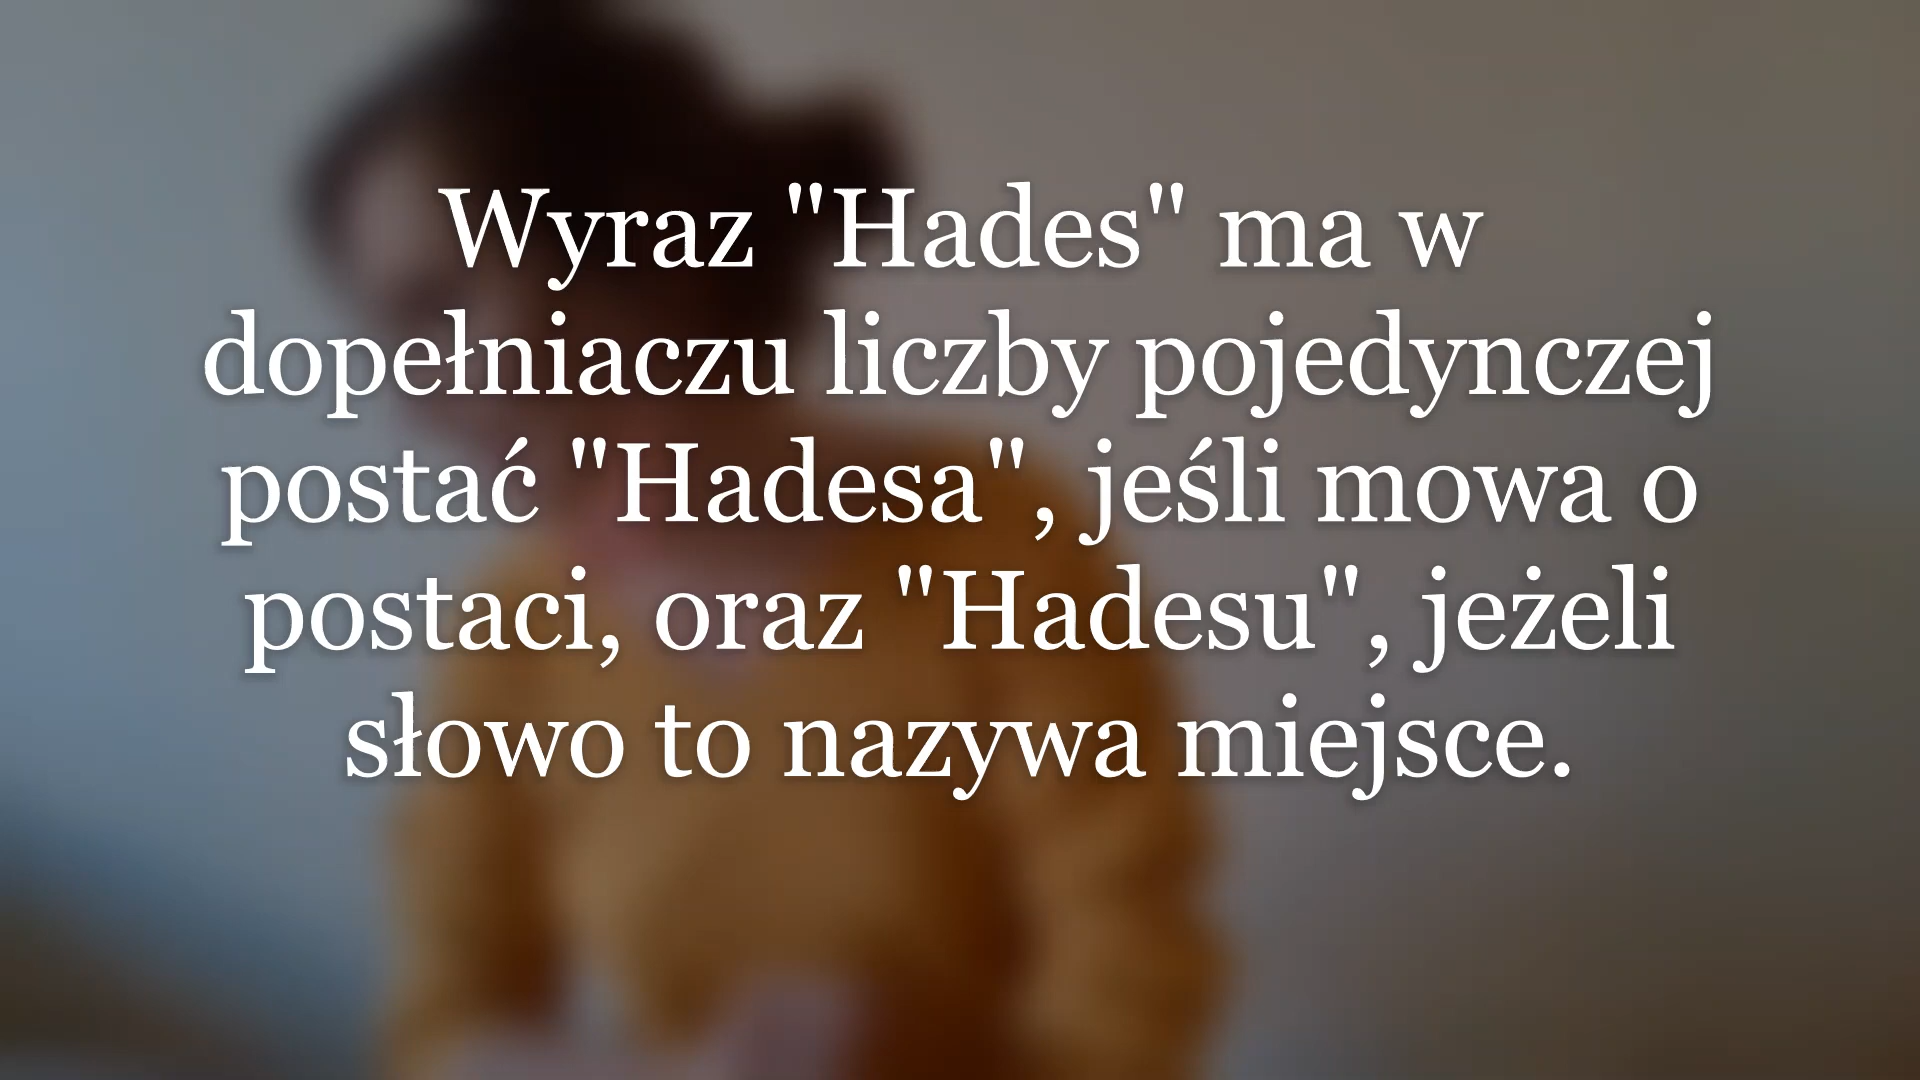 Wyraz "Hades" ma w
dopełniaczu liczby pojedynczej
postać "Hadesa", jeśli mowa o
postaci, oraz "Hadesu", jeżeli
słowo to nazywa miejsce.